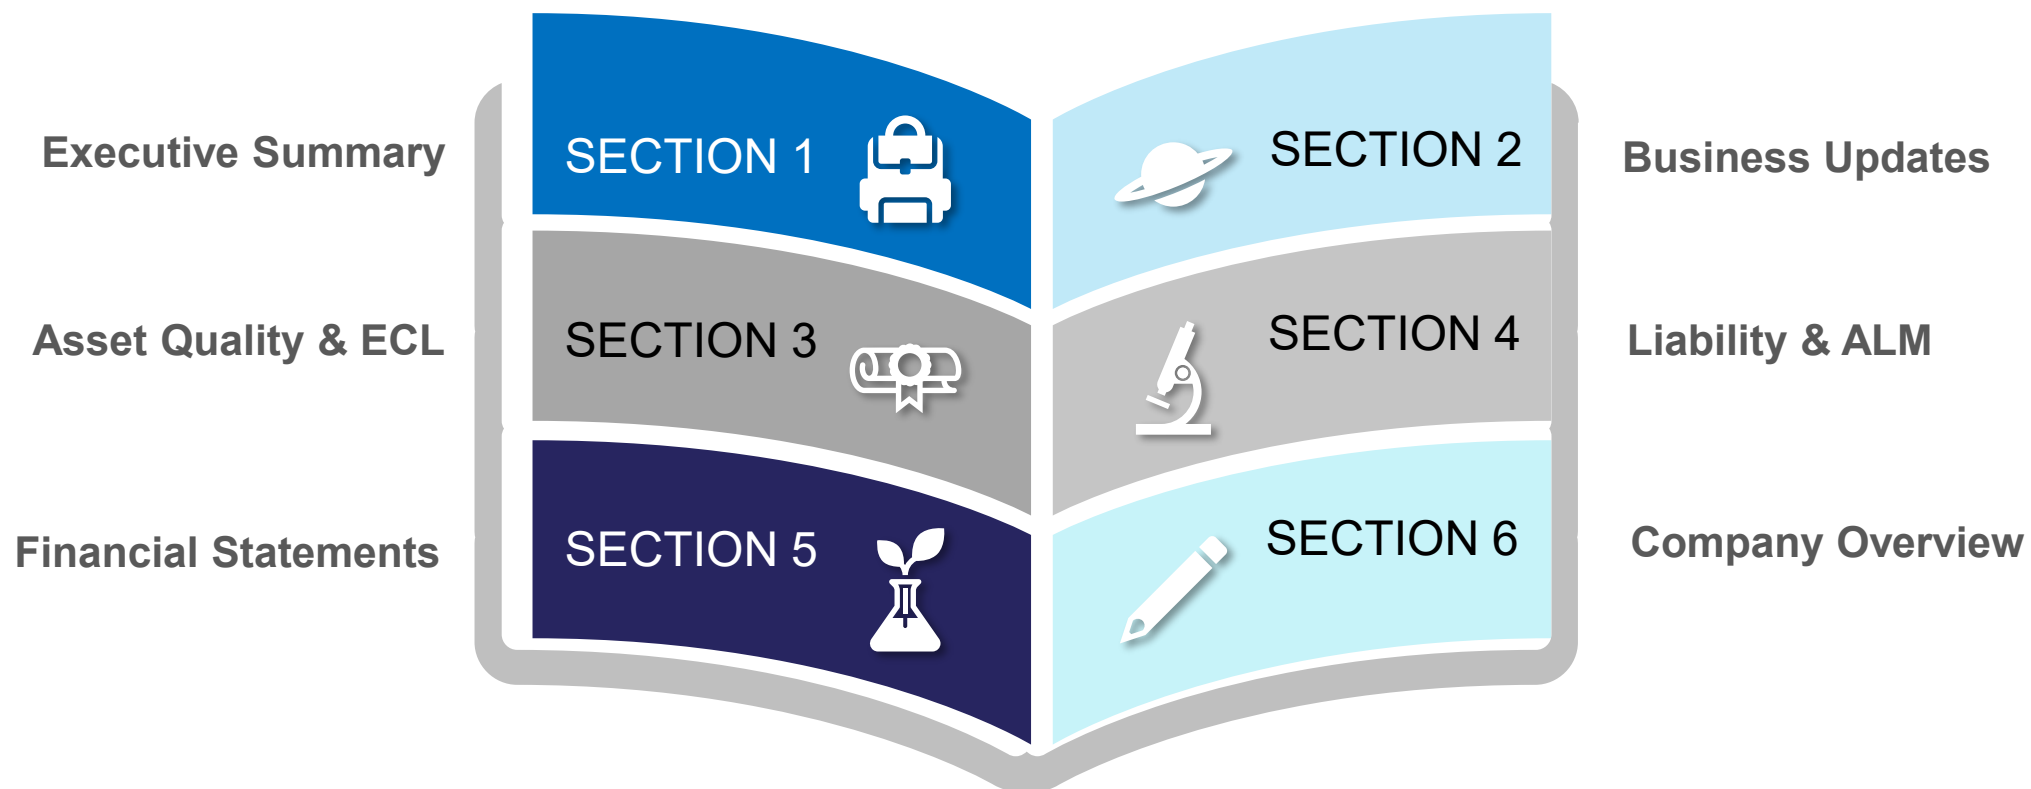 Executive Summary
SECTION 1
SECTION 2
Business Updates
Asset Quality & ECL
SECTION 3
SECTION 4
Liability & ALM
Financial Statements
SECTION 5
SECTION 6
Company Overview